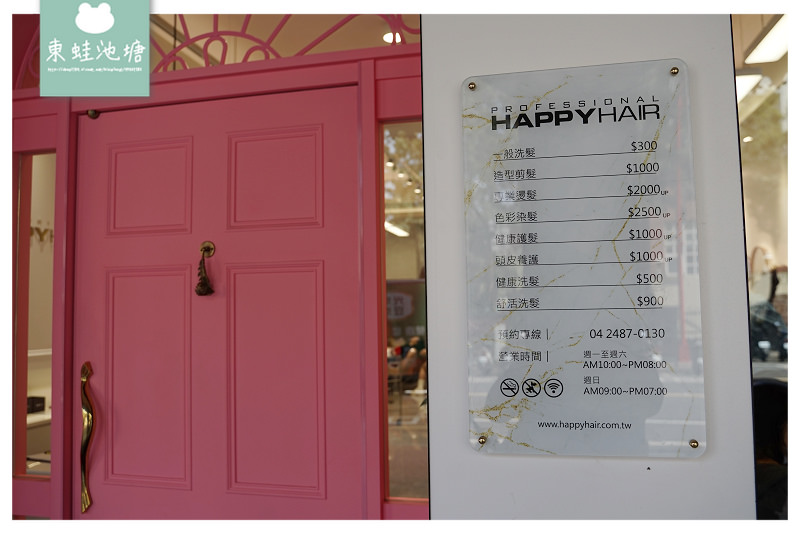 東蛙池塘
PROFESSIONAL
HAPPYHAIR
一般洗髮 $300
造型剪髮 $1000
專業燙髮 $2000UP
色彩染髮 $2500UP
健康護髮 $1000UP
頭皮養護 $1000UP
健康洗髮 $500
舒活洗髮 $900
預約專線| 04 2487-0130
營業時間| 週一至週六
AM10:00~PM08:00
週日
AM09:00~PM07:00
www.happyhair.com.tw